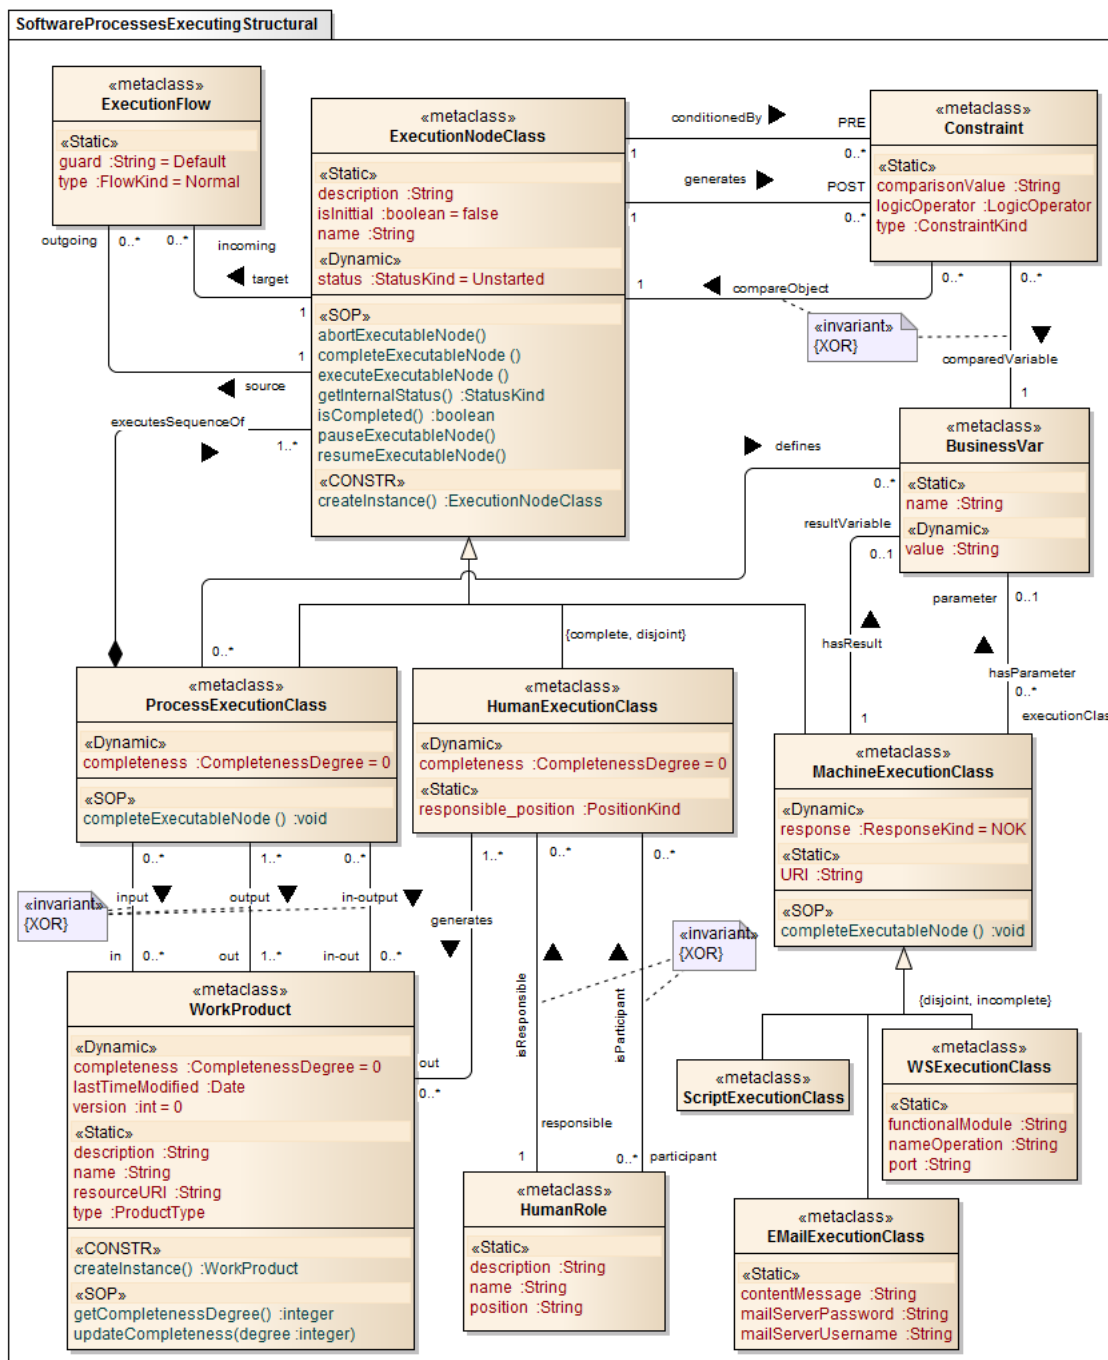 SoftwareProcessesExecutingStructural
«metaclass»
ExecutionFlow
«Static»
guard :String = Default
type :FlowKind = Normal
outgoing
0..*
0..*
incoming
target
1
1
source
executesSequenceOf
1..*
«metaclass»
ExecutionNodeClass
«Static»
description :String
isInittial :boolean = false
name :String
«Dynamic»
status :StatusKind = Unstarted
«SOP»
abortExecutableNode()
completeExecutableNode ()
executeExecutableNode ()
getInternalStatus() :StatusKind
isCompleted() :boolean
pauseExecutableNode()
resumeExecutableNode()
«CONSTR»
createInstance() :ExecutionNodeClass
conditionedBy
PRE
1
0..*
generates
POST
1
0..*
1
compareObject
0..*
0..*
«metaclass»
Constraint
«Static»
comparisonValue :String
logicOperator :LogicOperator
type :ConstraintKind
«invariant»
{XOR}
comparedVariable
1
defines
0..*
«metaclass»
BusinessVar
«Static»
name :String
«Dynamic»
value :String
resultVariable
0..1
parameter
0..1
hasResult
hasParameter
0..*
executionClas
1
{complete, disjoint}
0..*
«metaclass»
ProcessExecutionClass
«Dynamic»
completeness :CompletenessDegree = 0
«SOP»
completeExecutableNode () :void
«metaclass»
HumanExecutionClass
«Dynamic»
completeness :CompletenessDegree = 0
«Static»
responsible_position :PositionKind
«metaclass»
MachineExecutionClass
«Dynamic»
response :ResponseKind = NOK
«Static»
URI :String
«SOP»
completeExecutableNode () :void
0..*
1..*
0..*
1..*
0..*
0..*
input
output
in-output
«invariant»
{XOR}
generates
in
0..*
out
1..*
in-out
0..*
«invariant»
{XOR}
isResponsible
isParticipant
{disjoint, incomplete}
«metaclass»
WorkProduct
«Dynamic»
completeness :CompletenessDegree = 0
lastTimeModified :Date
version :int = 0
«Static»
description :String
name :String
resourceURI :String
type :ProductType
«CONSTR»
createInstance() :WorkProduct
«SOP»
getCompletenessDegree() :integer
updateCompleteness(degree :integer)
out
0..*
responsible
1
0..*
participant
«metaclass»
HumanRole
«Static»
description :String
name :String
position :String
«metaclass»
ScriptExecutionClass
«metaclass»
WSExecutionClass
«Static»
functionalModule :String
nameOperation :String
port :String
«metaclass»
EMailExecutionClass
«Static»
contentMessage :String
mailServerPassword :String
mailServerUsername :String